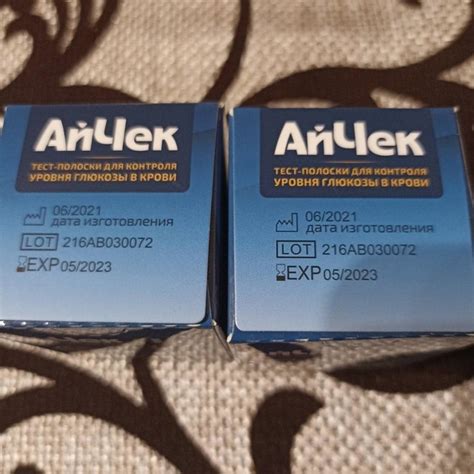 АйЧек
ТЕСТ-ПОЛОСКИ ДЛЯ КОНТРОЛЯ
УРОВНЯ ГЛЮКОЗЫ В КРОВИ
06/2021
дата изготовления
LOT 216AB030072
EXP 05/2023
АйЧек
ТЕСТ-ПОЛОСКИ ДЛЯ КОНТРОЛЯ
УРОВНЯ ГЛЮКОЗЫ В КРОВИ
06/2021
дата изготовления
LOT 216AB030072
EXP 05/2023